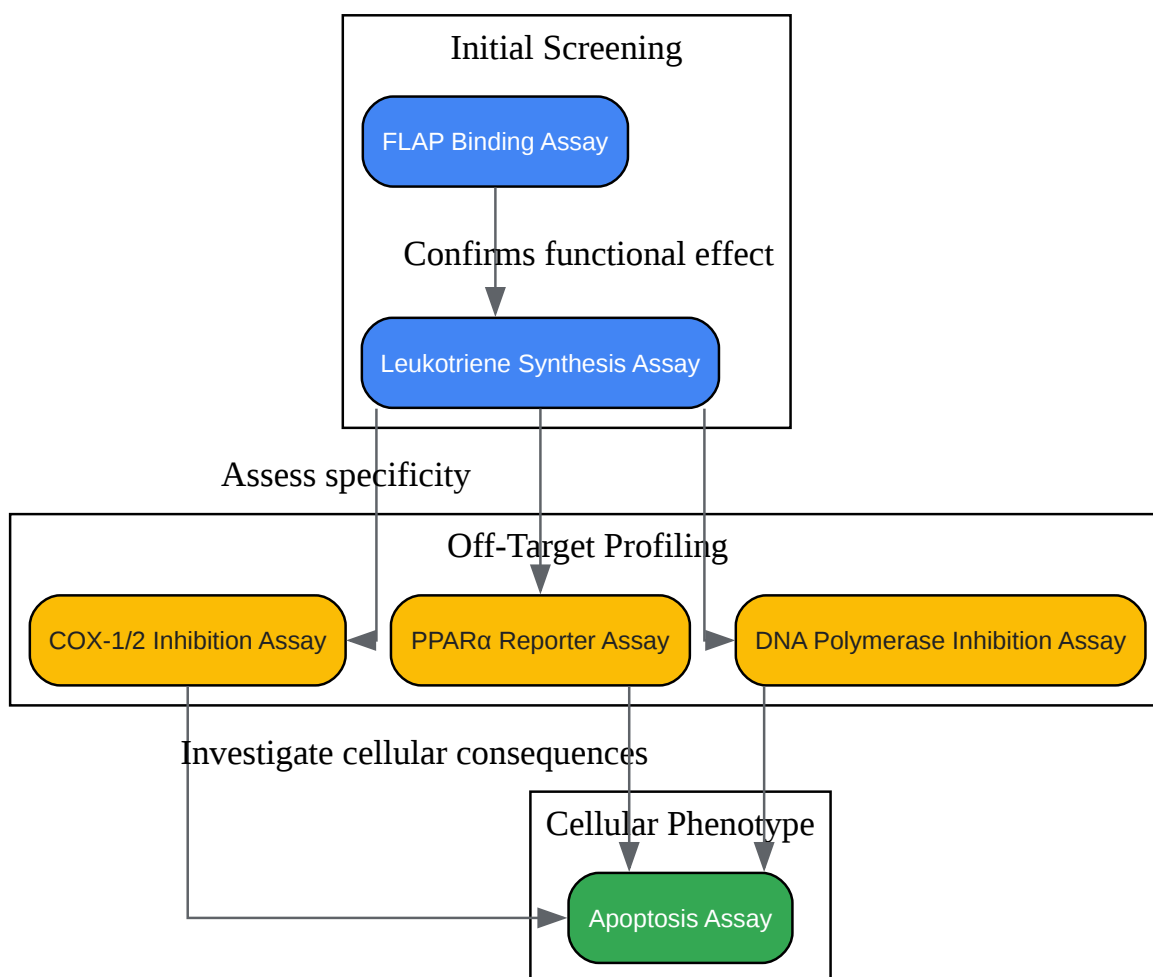 Initial Screening
FLAP Binding Assay
Confirms functional effect
Leukotriene Synthesis Assay
Assess specificity
Off-Target Profiling
COX-1/2 Inhibition Assay
PPARα Reporter Assay
DNA Polymerase Inhibition Assay
Investigate cellular consequences
Cellular Phenotype
Apoptosis Assay